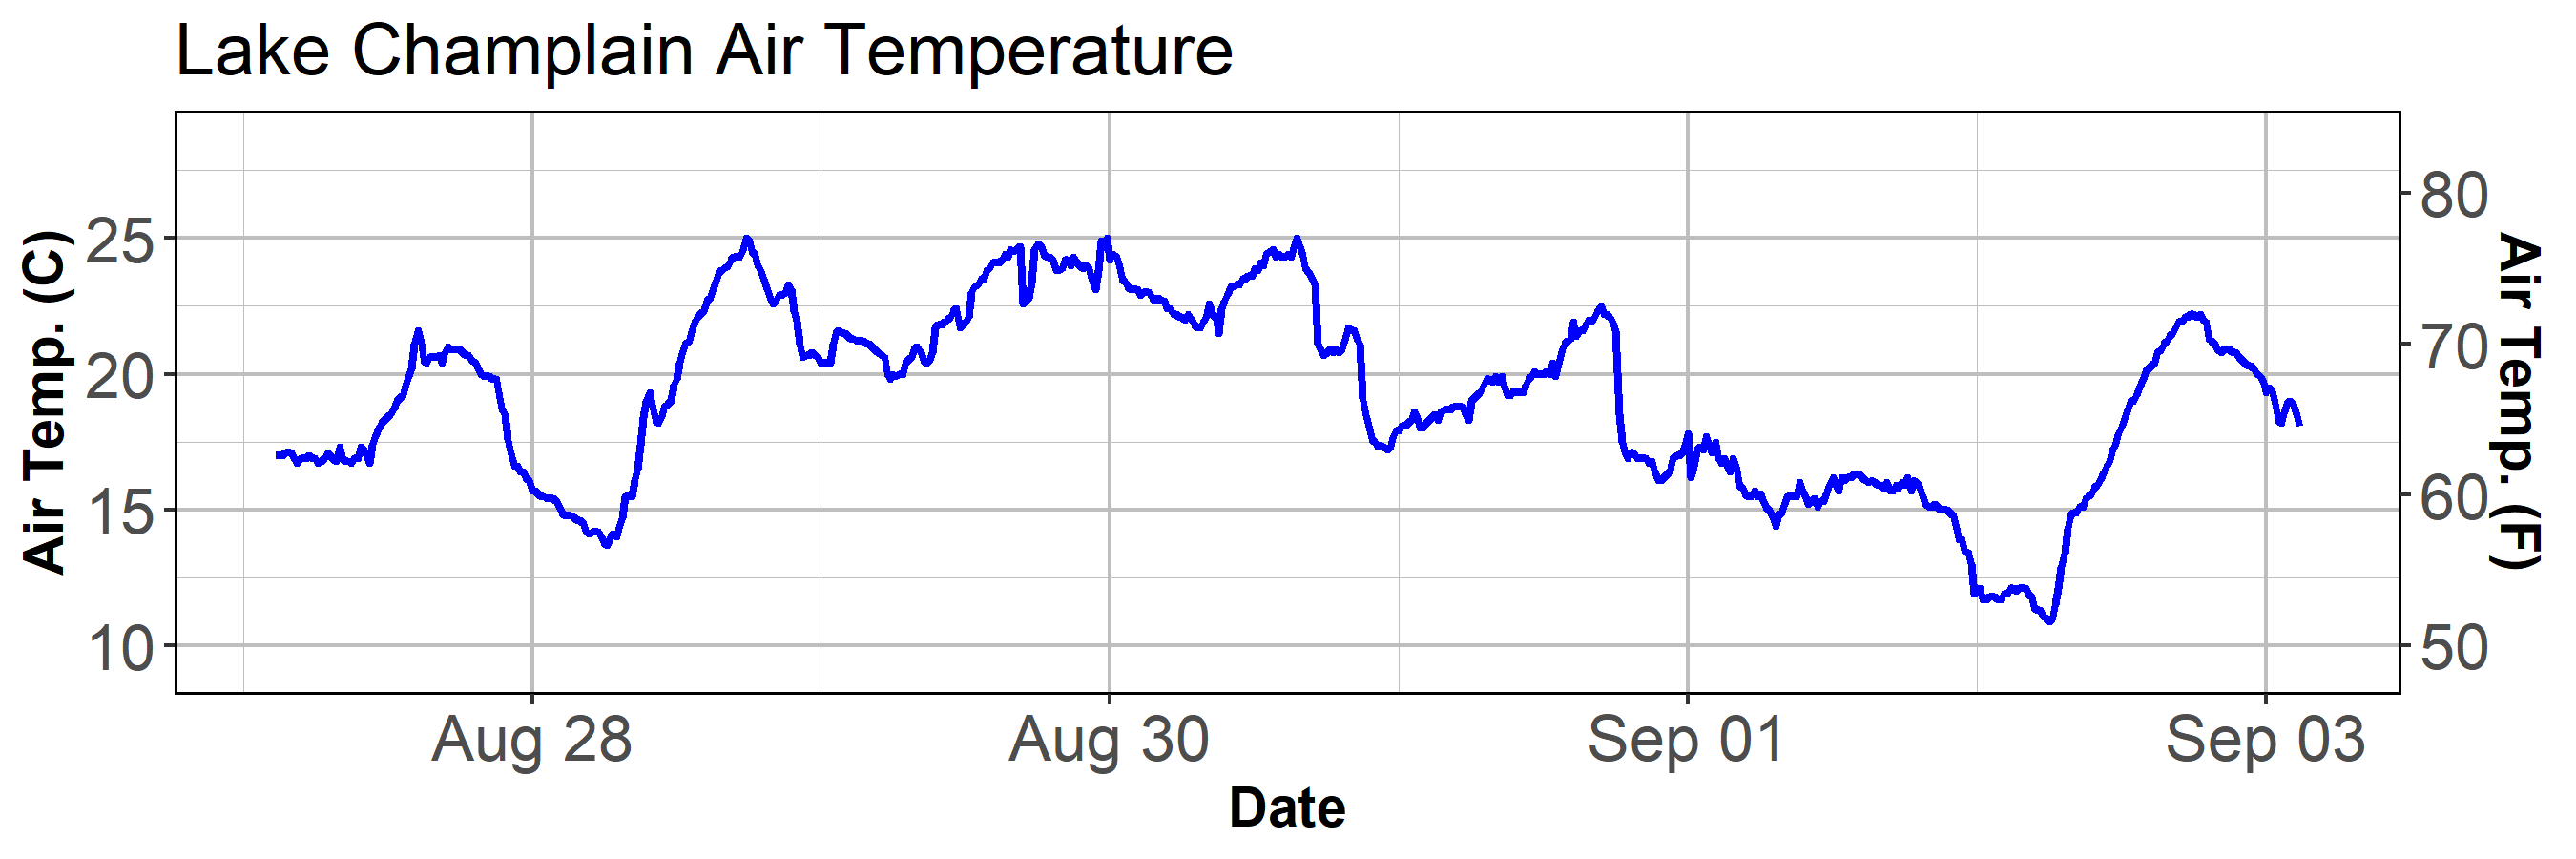 Lake Champlain Air Temperature
Air Temp. (C)
25
20
15
10
80
70
60
50
Air Temp. (F)
Aug 28 Aug 30 Sep 01 Sep 03
Date